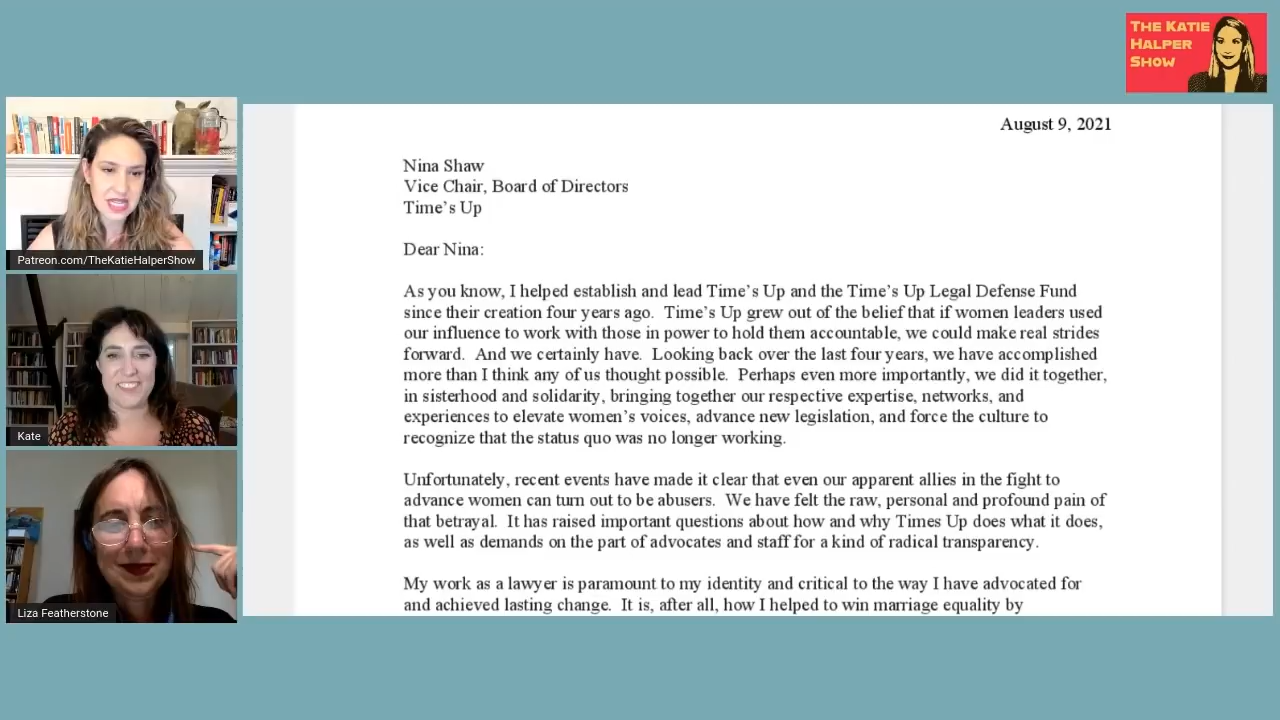 THE KATIE
HALPER
SHOW
Patreon.com/TheKatieHalperShow
Kate
Liza Featherstone
August 9, 2021
Nina Shaw
Vice Chair, Board of Directors
Time’s Up
Dear Nina:
As you know, I helped establish and lead Time’s Up and the Time’s Up Legal Defense Fund
since their creation four years ago.  Time’s Up grew out of the belief that if women leaders used
our influence to work with those in power to hold them accountable, we could make real strides
forward.  And we certainly have.  Looking back over the last four years, we have accomplished
more than I think any of us thought possible.  Perhaps even more importantly, we did it together,
in sisterhood and solidarity, bringing together our respective expertise, networks, and
experiences to elevate women’s voices, advance new legislation, and force the culture to
recognize that the status quo was no longer working.
Unfortunately, recent events have made it clear that even our apparent allies in the fight to
advance women can turn out to be abusers.  We have felt the raw, personal and profound pain of
that betrayal.  It has raised important questions about how and why Times Up does what it does,
as well as demands on the part of advocates and staff for a kind of radical transparency.
My work as a lawyer is paramount to my identity and critical to the way I have advocated for
and achieved lasting change.  It is, after all, how I helped to win marriage equality by